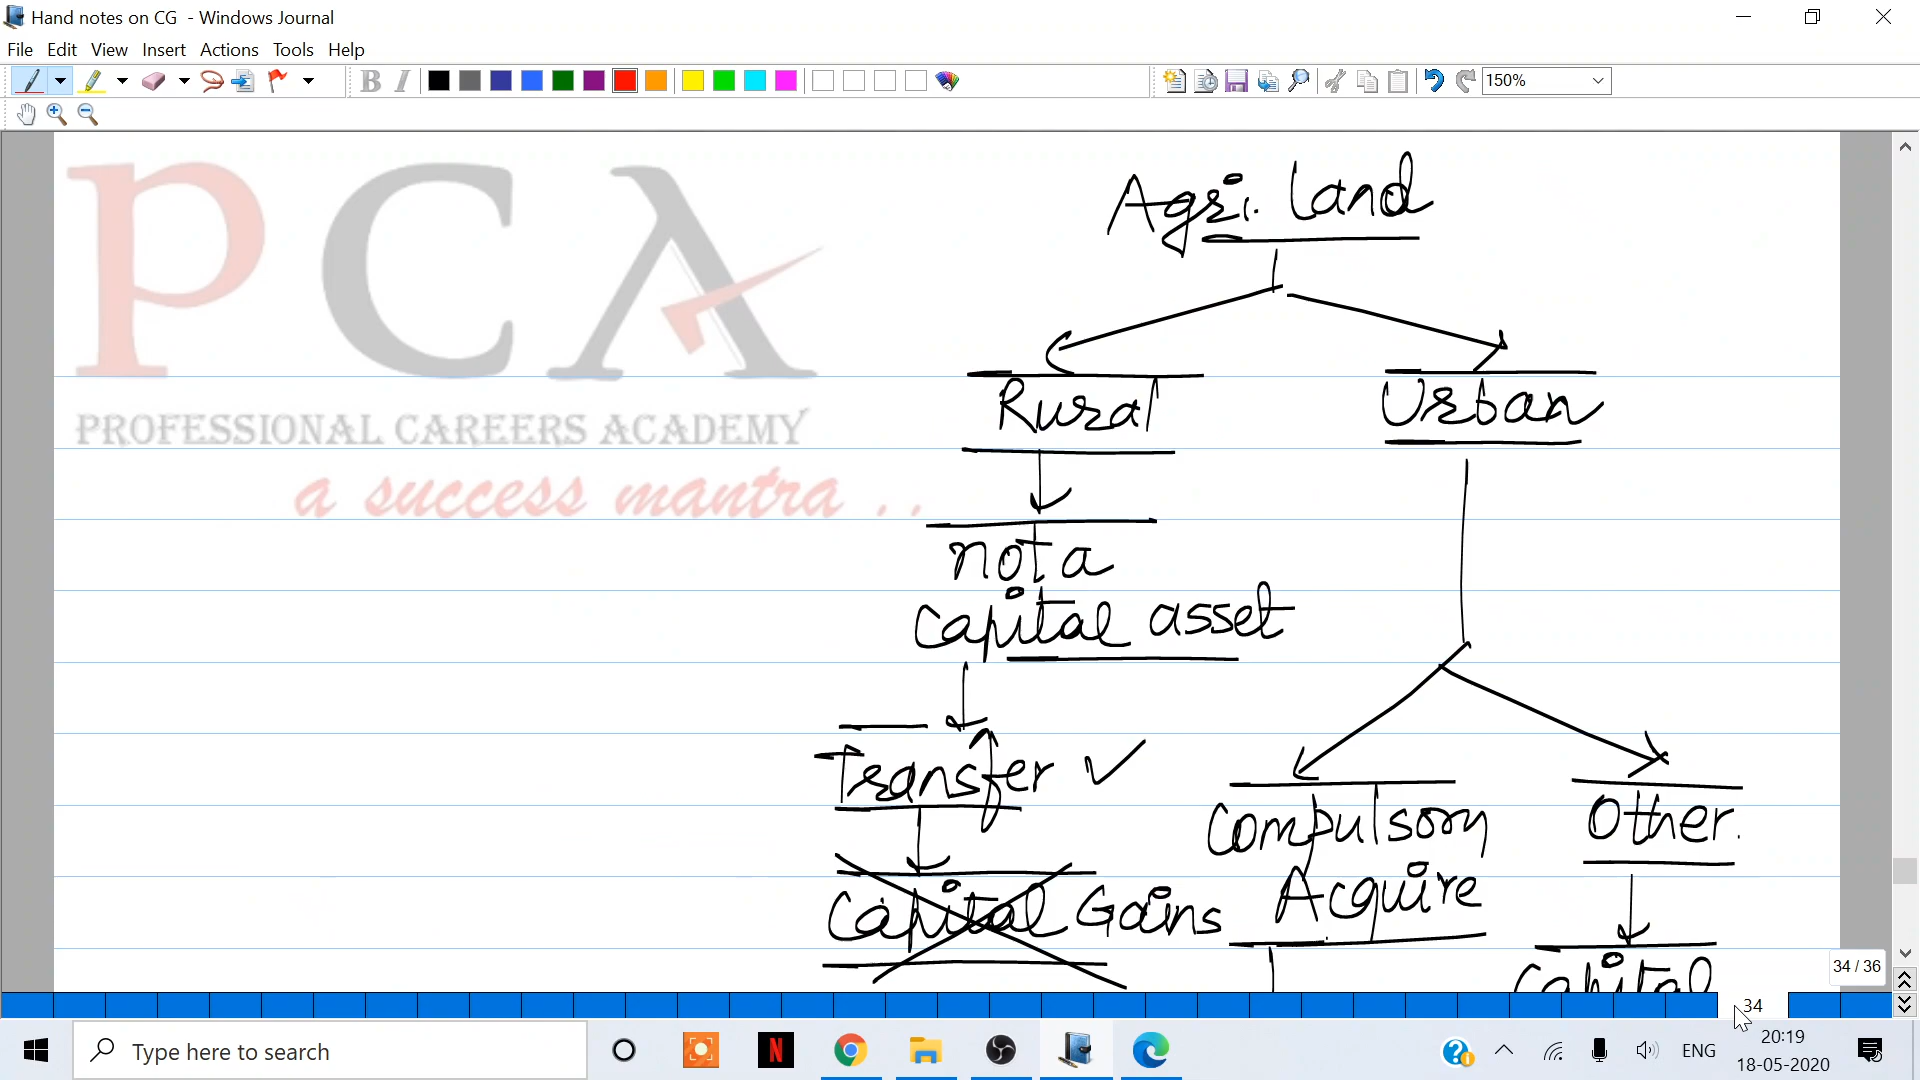 Hand notes on CG - Windows Journal
File Edit View Insert Actions Tools Help
B I 150%
PCA
PROFESSIONAL CAREERS ACADEMY
a success mantra ..
Agri. Land
Rural Urban
not a
capital asset
Transfer ✓
Compulsory Other.
Acquire
Capital Gains
Capital
34 / 36
34
Type here to search
ENG
20:19
18-05-2020